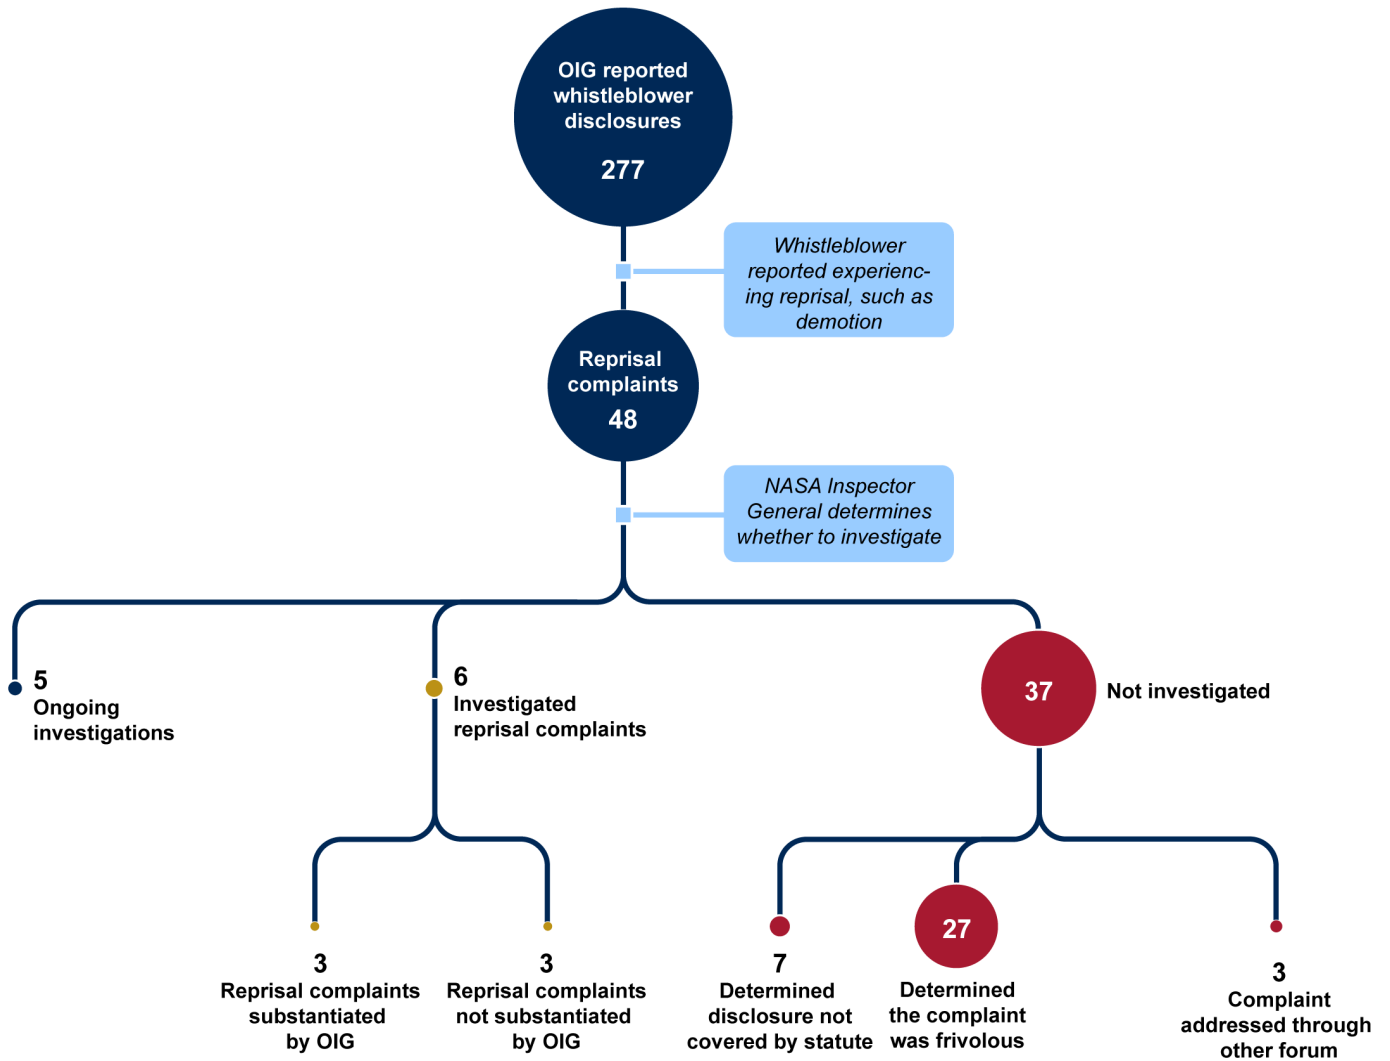 OIG reported
whistleblower
disclosures
277
Whistleblower
reported experienc-
ing reprisal, such as
demotion
Reprisal
complaints
48
NASA Inspector
General determines
whether to investigate
5
Ongoing
investigations
6
Investigated
reprisal complaints
37
Not investigated
3
Reprisal complaints
substantiated
by OIG
3
Reprisal complaints
not substantiated
by OIG
7
Determined
disclosure not
covered by statute
27
Determined
the complaint
was frivolous
3
Complaint
addressed through
other forum